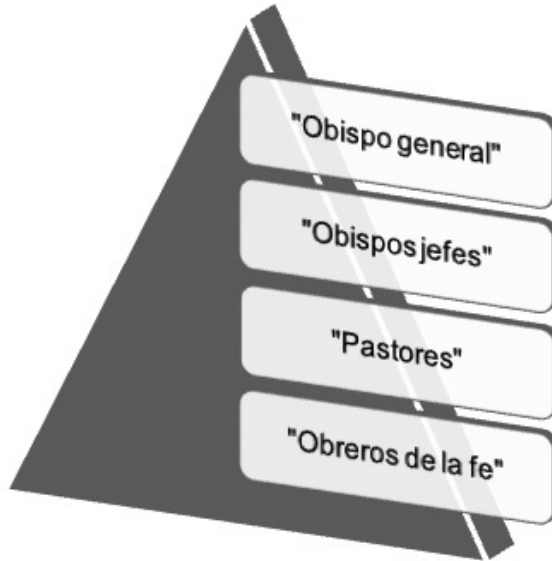 "Obispo general"
"Obispos jefes"
"Pastores"
"Obreros de la fe"